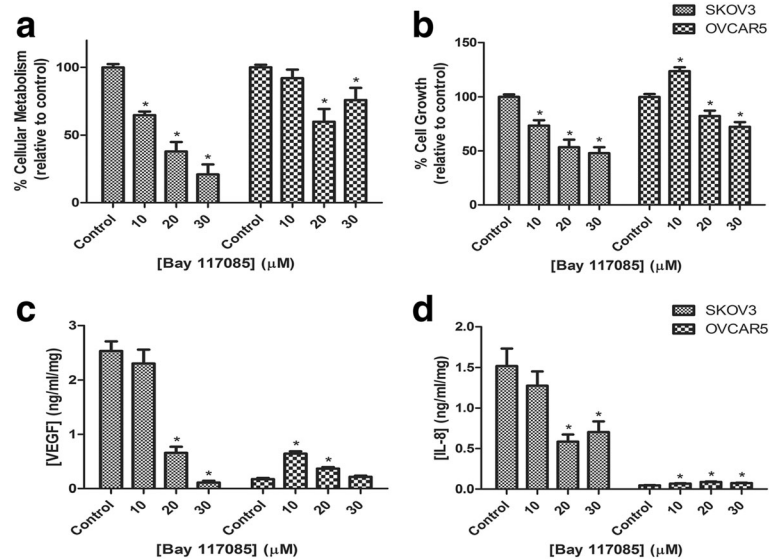 a
% Cellular Metabolism
(relative to control)
100
50
0
*
*
*
*
*
Control
10
20
30
Control
10
20
30
[Bay 117085] (μM)
b
SKOV3
OVCAR5
% Cell Growth
(relative to control)
150
100
50
0
*
*
*
*
*
*
Control
10
20
30
Control
10
20
30
[Bay 117085] (μM)
c
[VEGF] (ng/ml/mg)
3
2
1
0
*
*
*
*
Control
10
20
30
Control
10
20
30
[Bay 117085] (μM)
d
SKOV3
OVCAR5
[IL-8] (ng/ml/mg)
2.0
1.5
1.0
0.5
0.0
*
*
*
*
*
Control
10
20
30
Control
10
20
30
[Bay 117085] (μM)